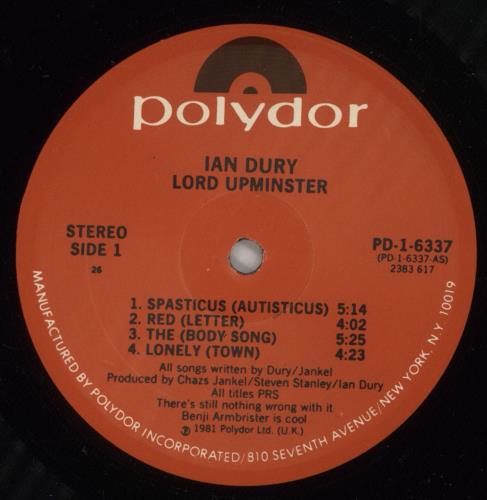 polydor
IAN DURY
LORD UPMINSTER
STEREO
SIDE 1
26
PD-1-6337
(PD-1-6337-AS)
2383 617
1. SPASTICUS (AUTISTICUS) 5:14
2. RED (LETTER) 4:02
3. THE (BODY SONG) 5:25
4. LONELY (TOWN) 4:23
All songs written by Dury/Jankel
Produced by Chazs Jankel/Steven Stanley/Ian Dury
All titles PRS
There's still nothing wrong with it
Benji Armbrister is cool
℗ 1981 Polydor Ltd. (U.K.)
MANUFACTURED BY POLYDOR INCORPORATED/810 SEVENTH AVENUE/NEW YORK, N.Y. 10019